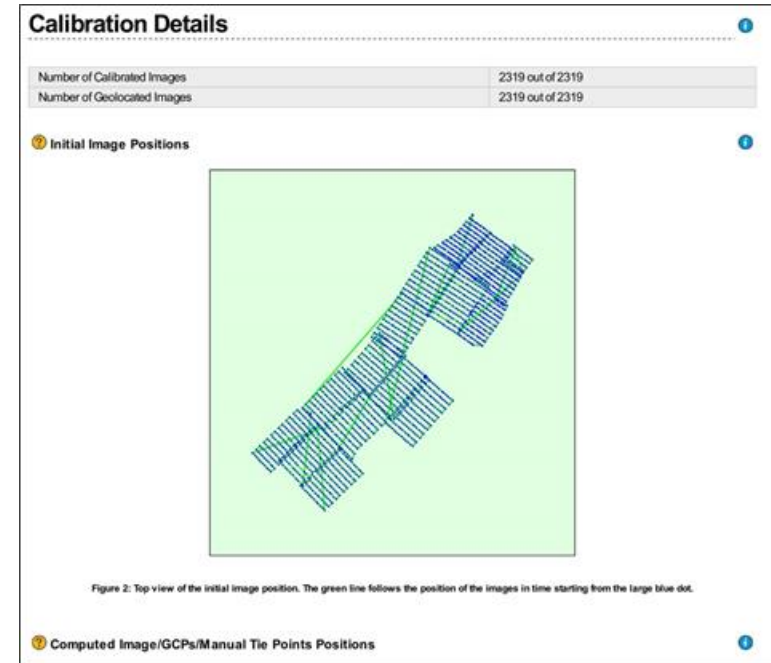 Calibration Details
Number of Calibrated Images 2319 out of 2319
Number of Geolocated Images 2319 out of 2319
Initial Image Positions
Figure 2: Top view of the initial image position. The green line follows the position of the images in time starting from the large blue dot.
Computed Image/GCPs/Manual Tie Points Positions